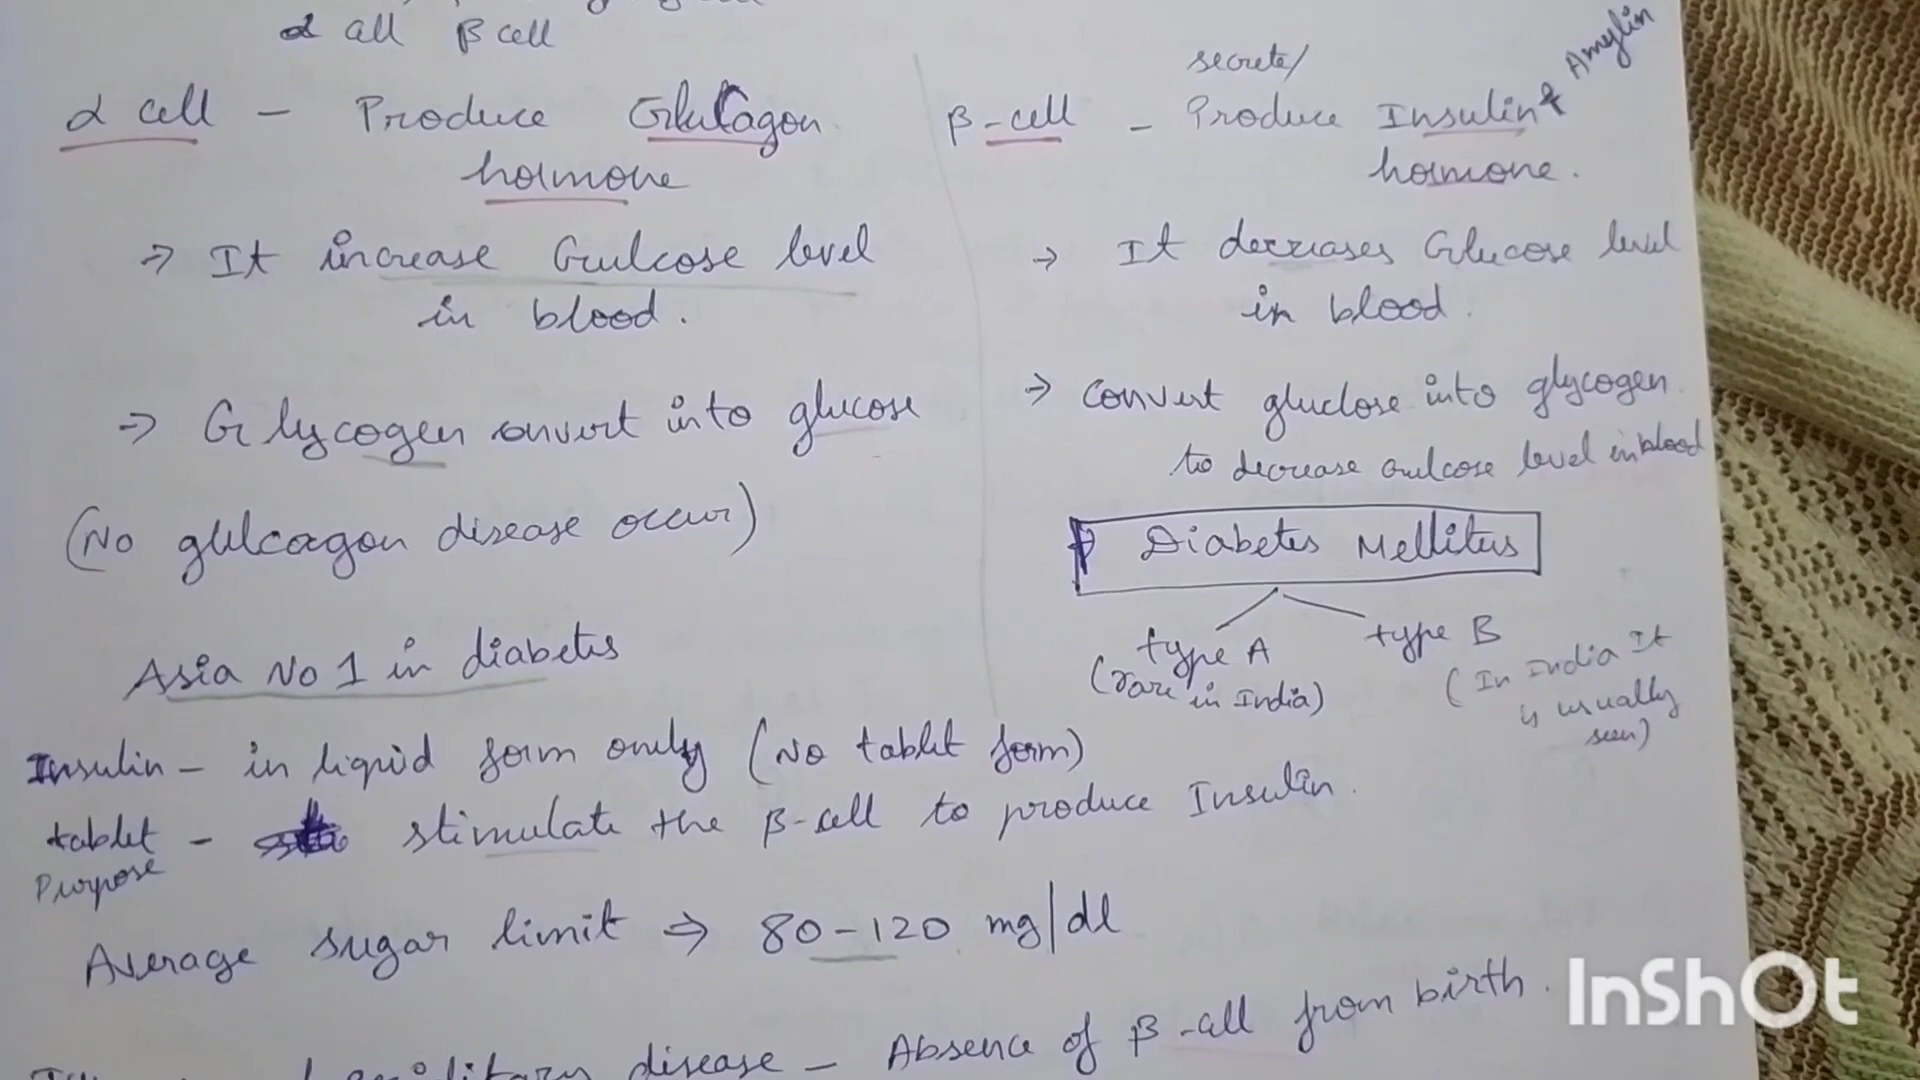 & all β cell
α cell - Produce Glucagon
hormone
→ It increase Gulcose level
in blood.
→ Glycogen convert into glucose
(No glulcagon disease occur)
Asia No 1 in diabetes
secrete/
β-cell - Produce Insulin & Amylin
hormone.
→ It decreases Glucose level
in blood.
→ Convert gluclose into glycogen
to decrease Gulcose level in blood
Diabetes Mellitus
type A
(rare in India)
type B
(In India It
is usually
seen)
Insulin - in liquid form only (No tablet form)
tablet - stimulate the β-cell to produce Insulin.
Purpose
Average sugar limit ⇒ 80-120 mg/dl
disease - Absence of β-cell from birth.
InShOt